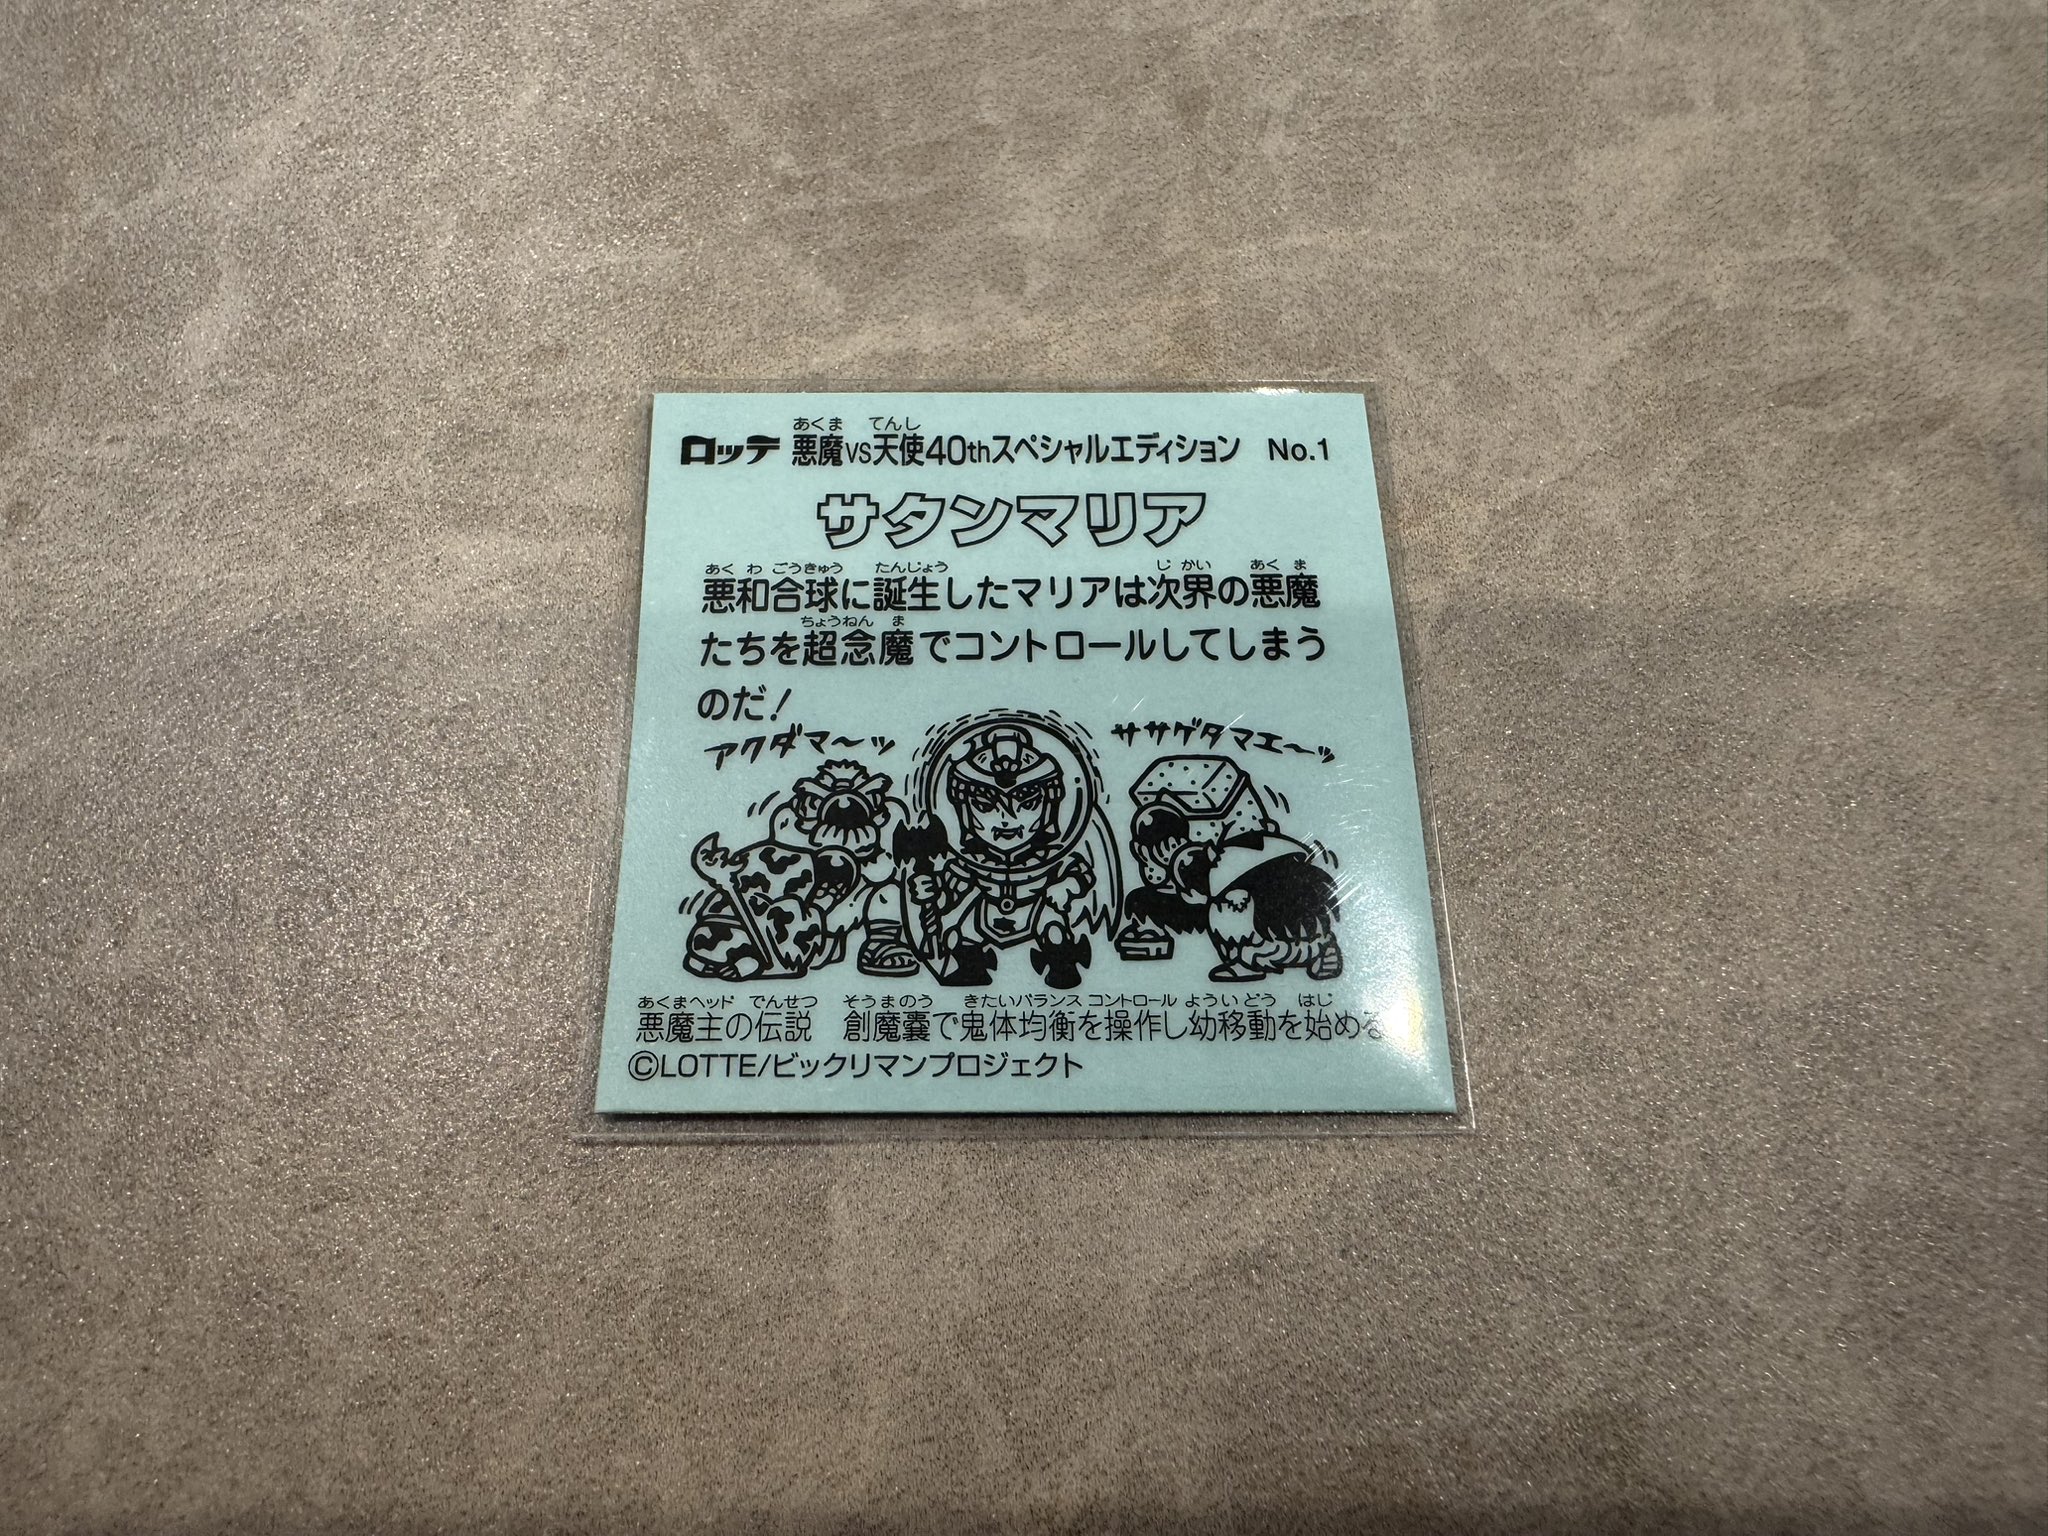 ロッテ 悪魔VS天使40thスペシャルエディション No.1
あくま てんし
サタンマリア
あくわごうきゅう たんじょう じかい あくま
悪和合球に誕生したマリアは次界の悪魔
ちょうねんま
たちを超念魔でコントロールしてしまう
のだ!
アクダマ〜ッ
ササゲタマエ〜ッ
あくまヘッド でんせつ そうまのう きたいバランス コントロール よういどう はじ
悪魔主の伝説 創魔嚢で鬼体均衡を操作し幼移動を始める
©LOTTE/ビックリマンプロジェクト